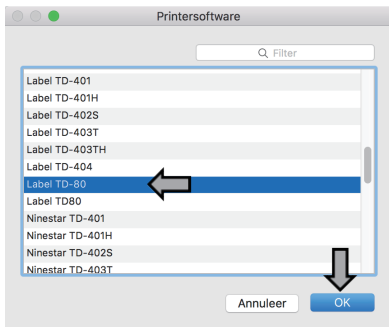 Printersoftware
Filter
Label TD-401
Label TD-401H
Label TD-402S
Label TD-403T
Label TD-403TH
Label TD-404
Label TD-80
Label TD80
Ninestar TD-401
Ninestar TD-401H
Ninestar TD-402S
Ninestar TD-403T
Annuleer
OK